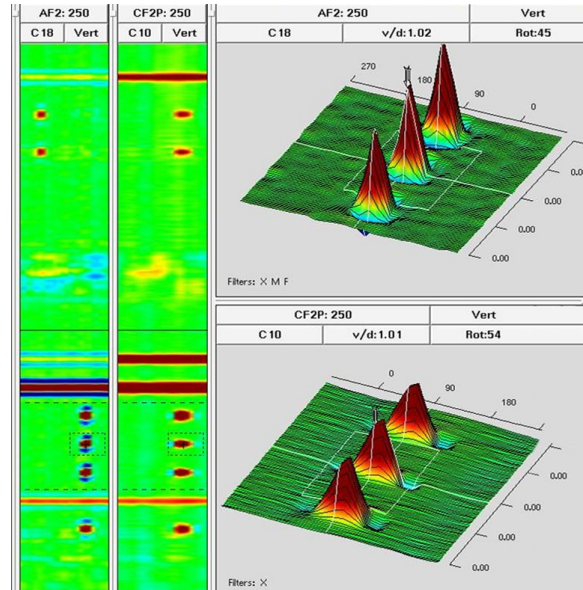 AF2: 250
C 18 Vert
CF2P: 250
C 10 Vert
AF2: 250 Vert
C 18 v/d:1.02 Rot:45
270
180
90
0
0.00
0.00
0.00
0.00
Filters: X M F
CF2P: 250 Vert
C 10 v/d:1.01 Rot:54
0
90
180
0.00
0.00
0.00
0.00
Filters: X